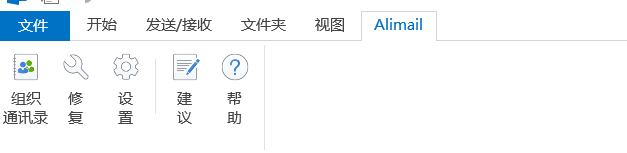 文件 开始 发送/接收 文件夹 视图 Alimail
组织 修 设 建 帮
通讯录 复 置 议 助